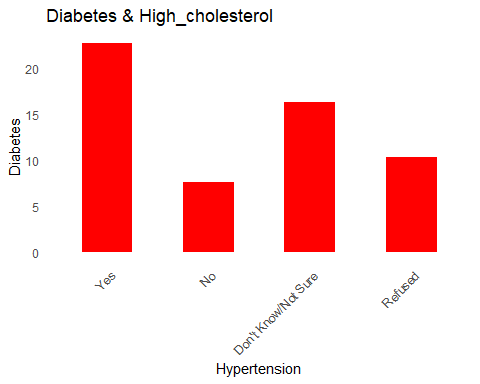 Diabetes & High_cholesterol
Diabetes
20
15
10
5
0
Yes
No
Don't Know/Not Sure
Refused
Hypertension